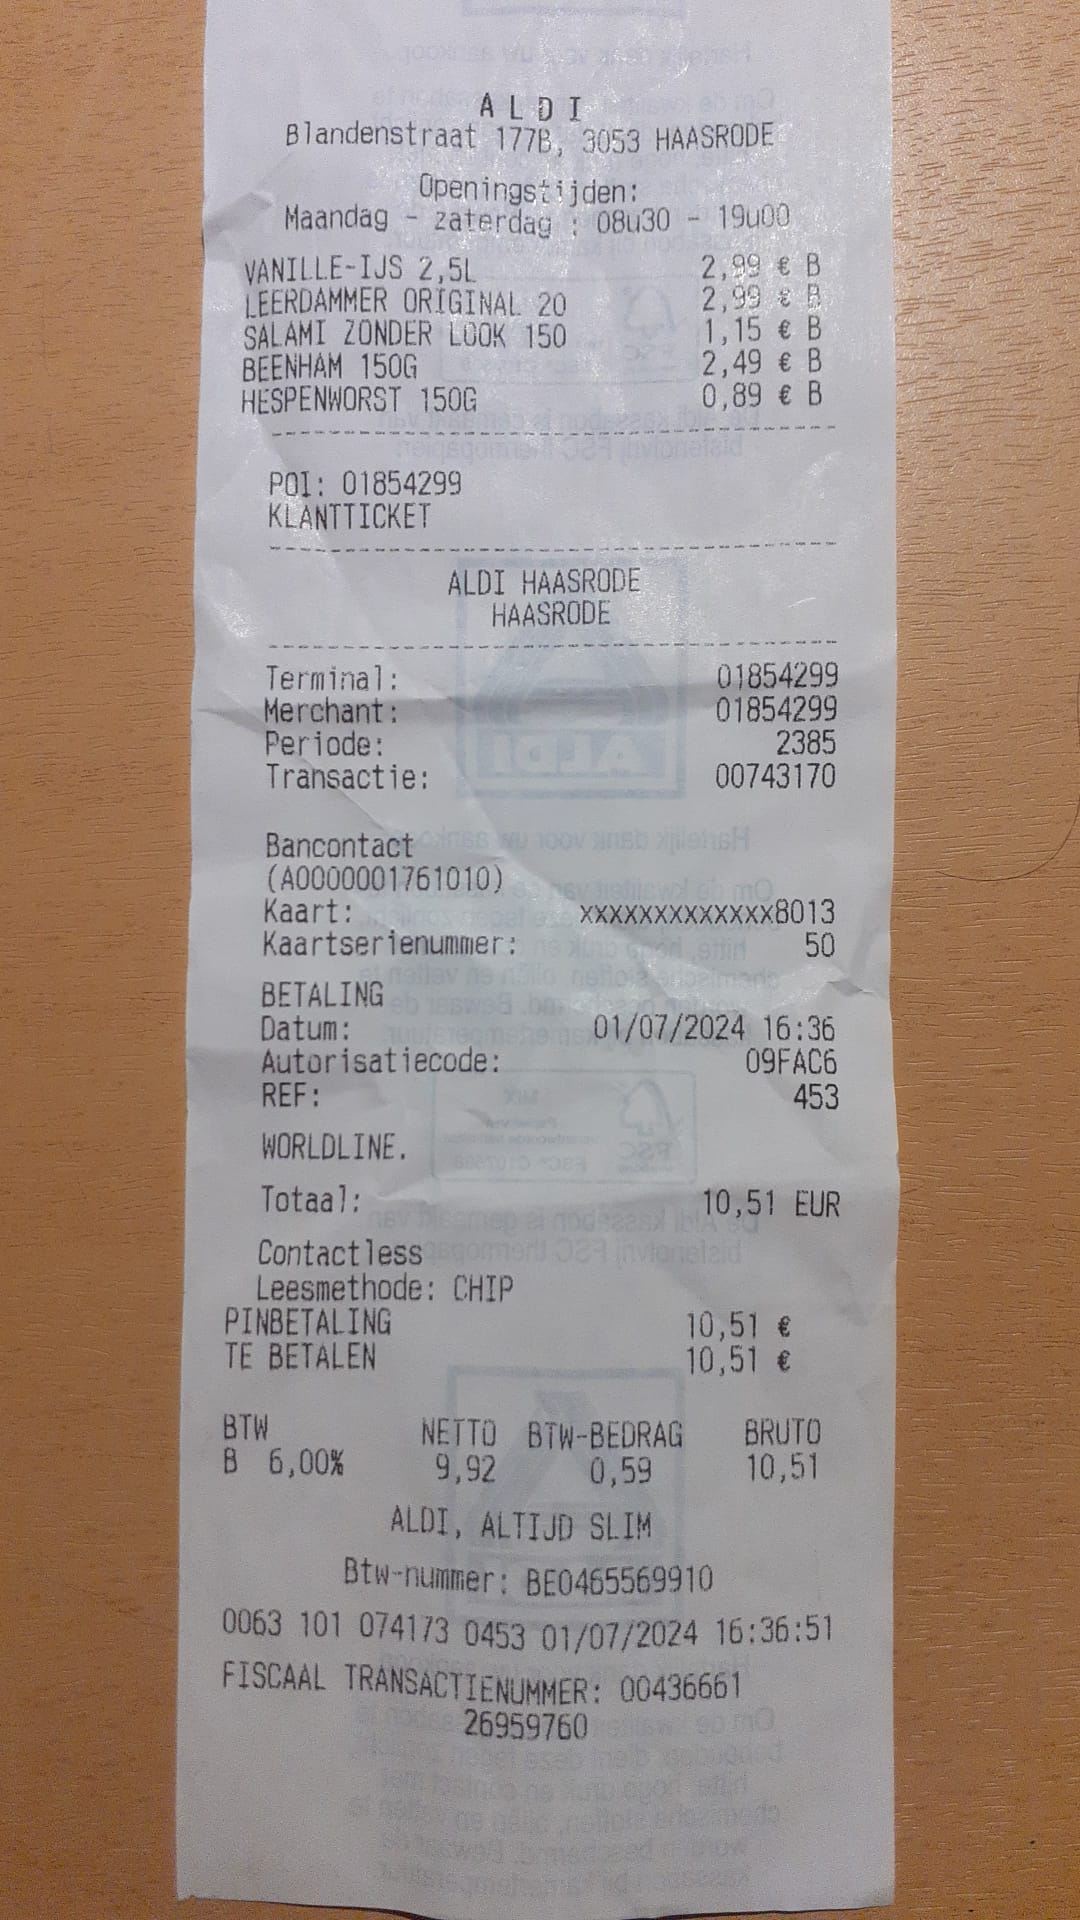 ALDI
Blandenstraat 177B, 3053 HAASRODE
Openingstijden:
Maandag - zaterdag : 08u30 - 19u00
VANILLE-IJS 2,5L 2,99 € B
LEERDAMMER ORIGINAL 20 2,99 € B
SALAMI ZONDER LOOK 150 1,15 € B
BEENHAM 150G 2,49 € B
HESPENWORST 150G 0,89 € B
POI: 01854299
KLANTTICKET
ALDI HAASRODE
HAASRODE
Terminal: 01854299
Merchant: 01854299
Periode: 2385
Transactie: 00743170
Bancontact
(A0000001761010)
Kaart: xxxxxxxxxxxxx8013
Kaartserienummer: 50
BETALING
Datum: 01/07/2024 16:36
Autorisatiecode: 09FAC6
REF: 453
WORLDLINE.
Totaal: 10,51 EUR
Contactless
Leesmethode: CHIP
PINBETALING 10,51 €
TE BETALEN 10,51 €
BTW NETTO BTW-BEDRAG BRUTO
B 6,00% 9,92 0,59 10,51
ALDI, ALTIJD SLIM
Btw-nummer: BE0465569910
0063 101 074173 0453 01/07/2024 16:36:51
FISCAAL TRANSACTIENUMMER: 00436661
26959760